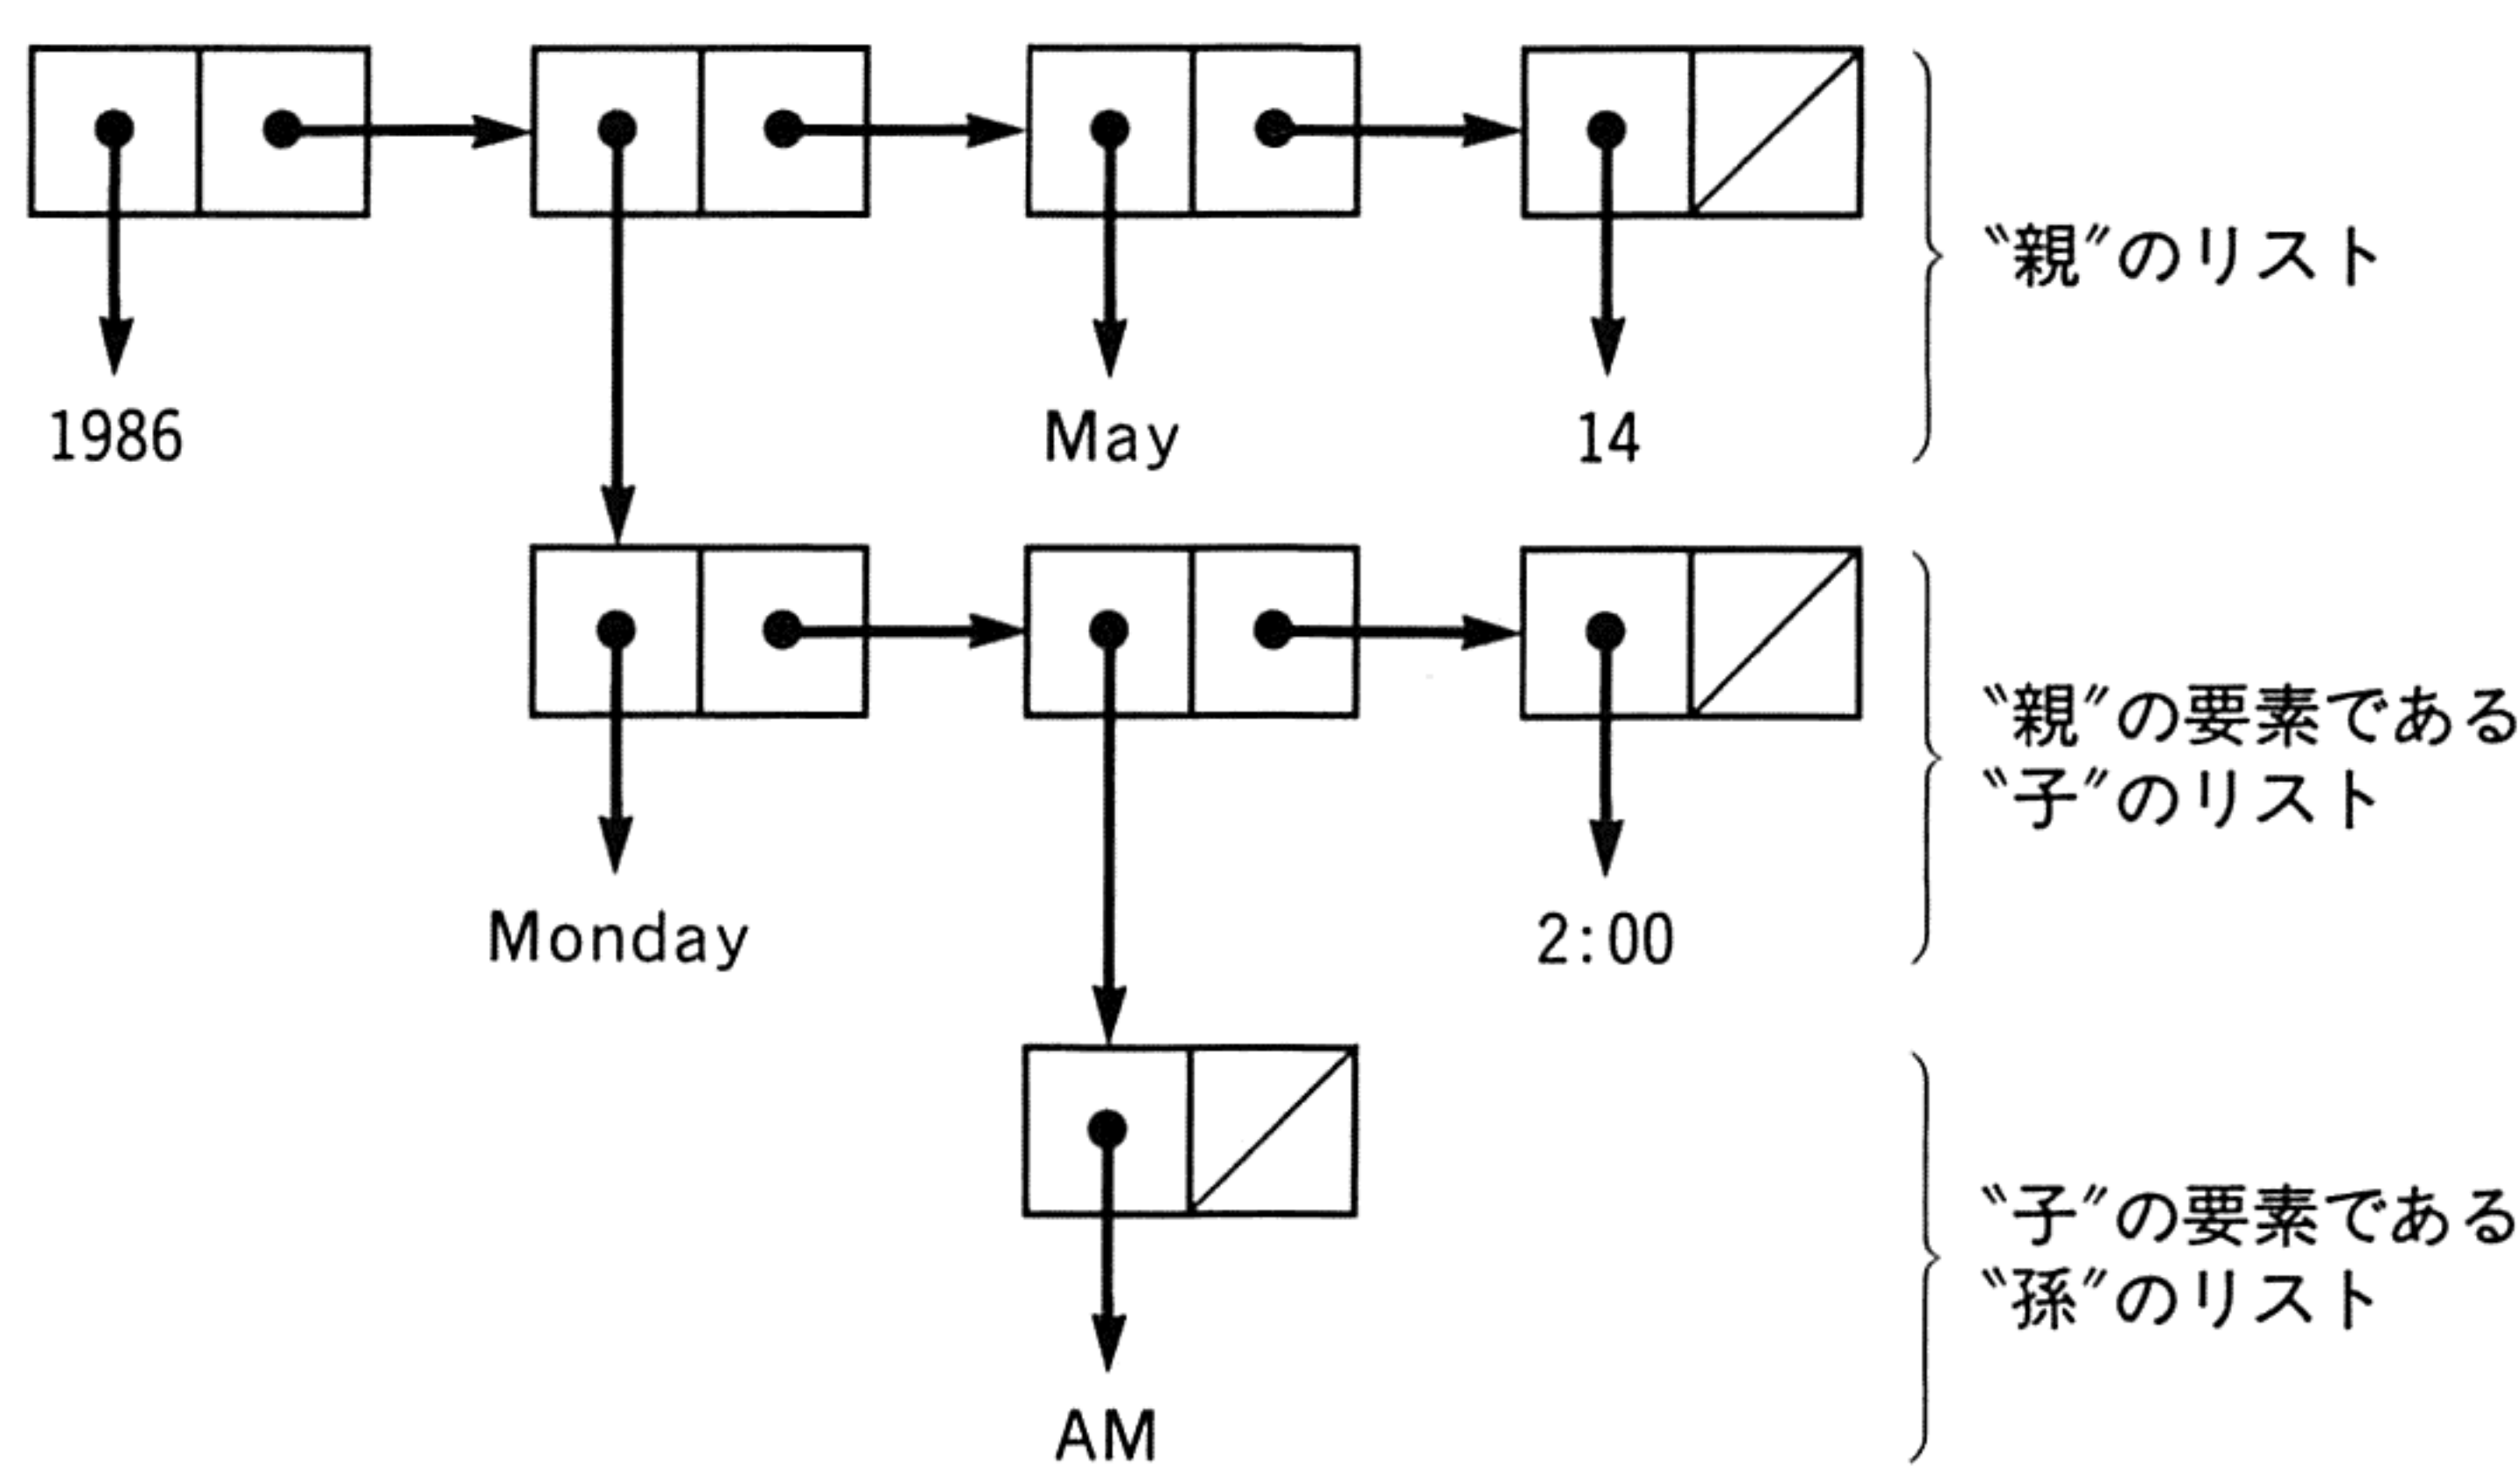 1986
May
14
〝親〞のリスト
Monday
2:00
〝親〞の要素である
〝子〞のリスト
AM
〝子〞の要素である
〝孫〞のリスト